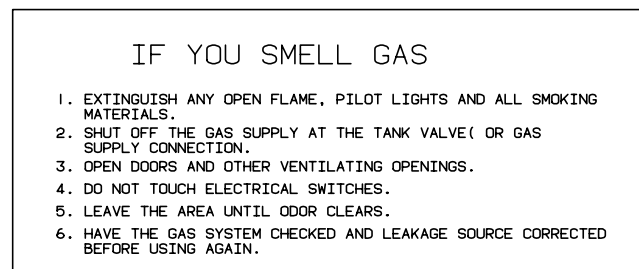 IF YOU SMELL GAS
1. EXTINGUISH ANY OPEN FLAME, PILOT LIGHTS AND ALL SMOKING
MATERIALS.
2. SHUT OFF THE GAS SUPPLY AT THE TANK VALVE( OR GAS
SUPPLY CONNECTION.
3. OPEN DOORS AND OTHER VENTILATING OPENINGS.
4. DO NOT TOUCH ELECTRICAL SWITCHES.
5. LEAVE THE AREA UNTIL ODOR CLEARS.
6. HAVE THE GAS SYSTEM CHECKED AND LEAKAGE SOURCE CORRECTED
BEFORE USING AGAIN.